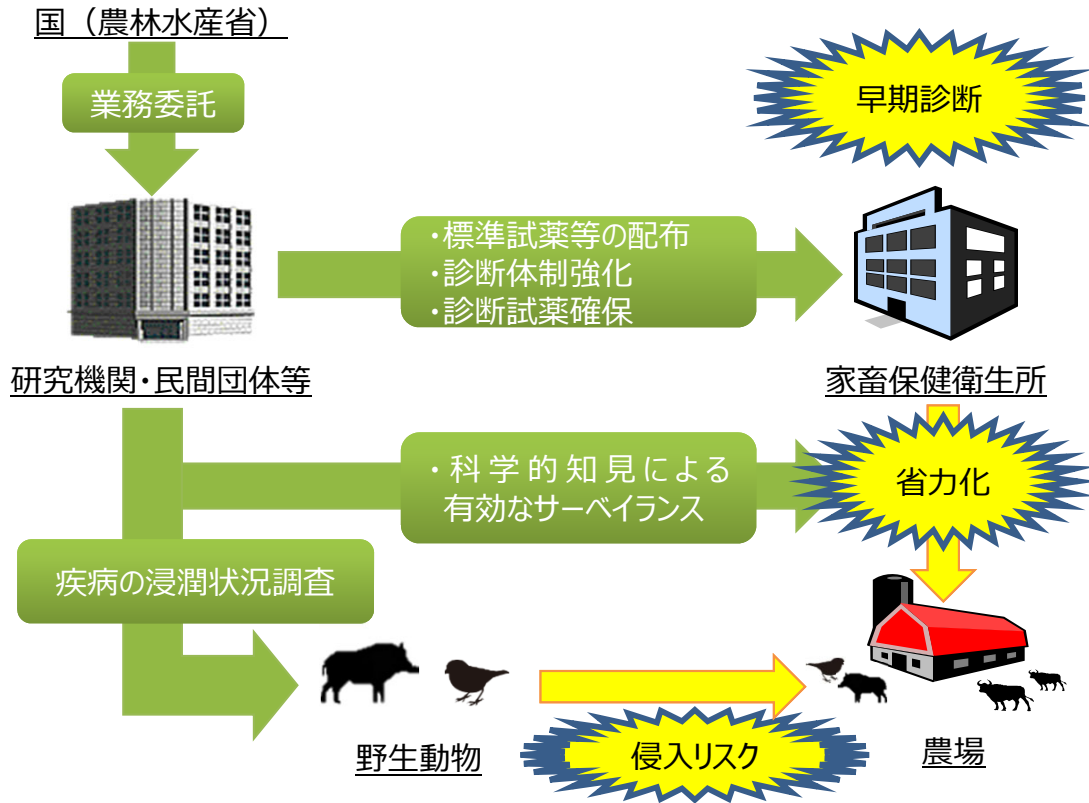 国（農林水産省）
業務委託
早期診断
・標準試薬等の配布
・診断体制強化
・診断試薬確保
研究機関・民間団体等
家畜保健衛生所
・科学的知見による
有効なサーベイランス
省力化
疾病の浸潤状況調査
野生動物
侵入リスク
農場